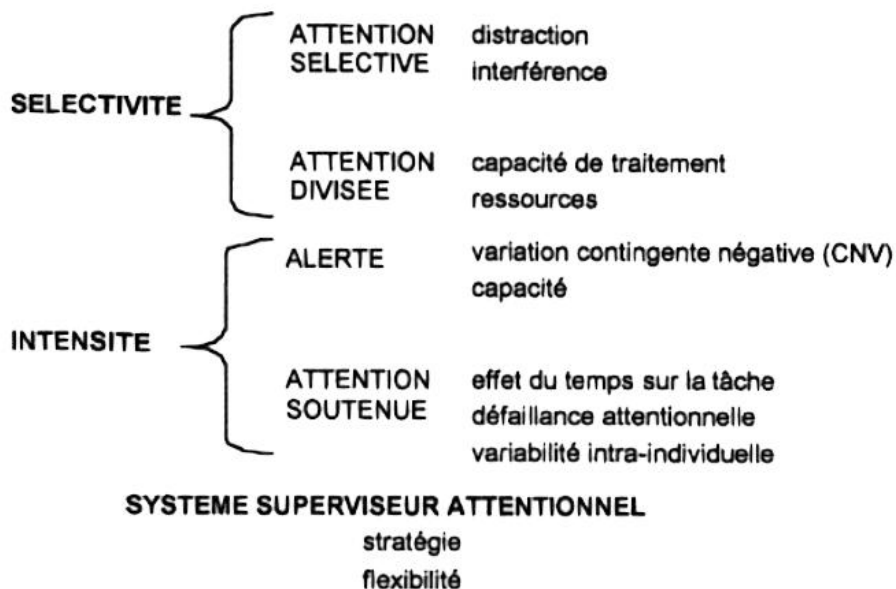 ATTENTION distraction
SELECTIVE interférence
SELECTIVITE
ATTENTION capacité de traitement
DIVISEE ressources
ALERTE variation contingente négative (CNV)
capacité
INTENSITE
ATTENTION effet du temps sur la tâche
SOUTENUE défaillance attentionnelle
variabilité intra-individuelle
SYSTEME SUPERVISEUR ATTENTIONNEL
stratégie
flexibilité